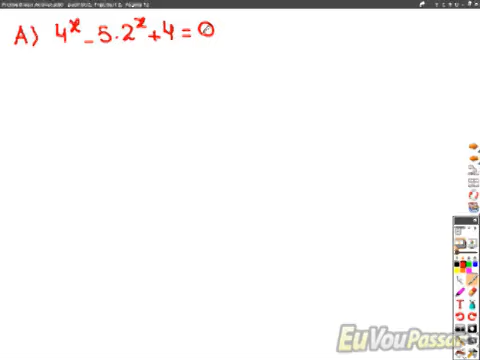 A) 4^x - 5.2^x + 4 = 0
EuVouPassar